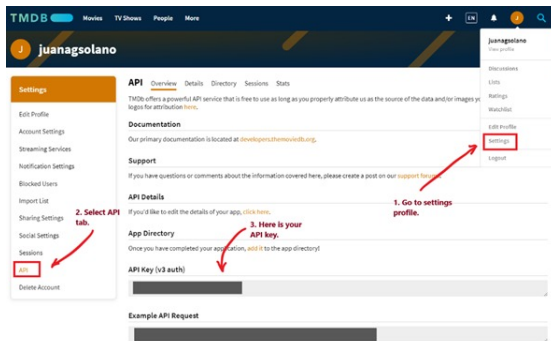 TMDB Movies TV Shows People More EN J
J juanagsolano
juanagsolano
View profile
Discussions
Lists
Ratings
Watchlist
Edit Profile
Settings
Logout
1. Go to settings
profile.
Settings
Edit Profile
Account Settings
Streaming Services
Notification Settings
Blocked Users
Import List
Sharing Settings
Social Settings
Sessions
API
Delete Account
2. Select API
tab.
API Overview Details Directory Sessions Stats
TMDb offers a powerful API service that is free to use as long as you properly attribute us as the source of the data and/or images yo
logos for attribution here.
Documentation
Our primary documentation is located at developers.themoviedb.org.
Support
If you have questions or comments about the information covered here, please create a post on our support forums.
API Details
If you'd like to edit the details of your app, click here.
App Directory
Once you have completed your application, add it to the app directory!
3. Here is your
API key.
API Key (v3 auth)
Example API Request